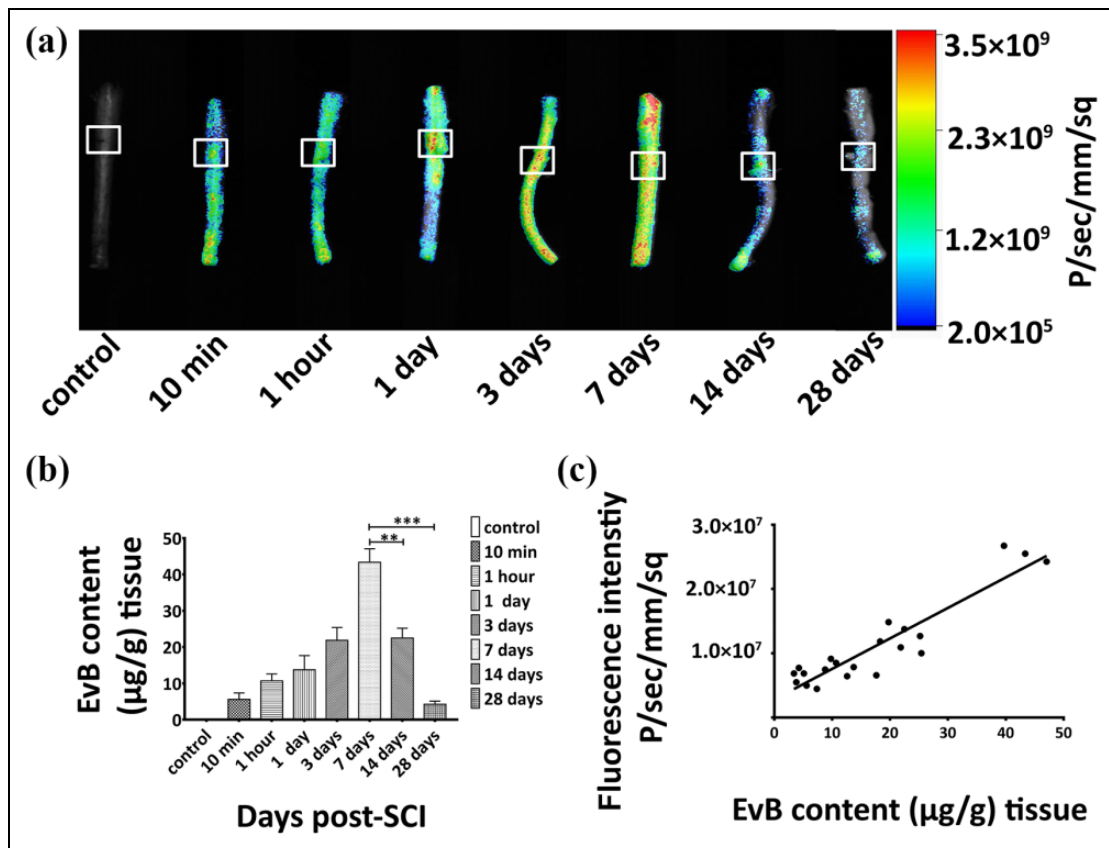 (a)
3.5×10⁹
2.3×10⁹
1.2×10⁹
2.0×10⁵
P/sec/mm/sq
control
10 min
1 hour
1 day
3 days
7 days
14 days
28 days
(b)
EvB content
(μg/g) tissue
50
40
30
20
10
0
***
**
control
10 min
1 hour
1 day
3 days
7 days
14 days
28 days
control
10 min
1 hour
1 day
3 days
7 days
14 days
28 days
Days post-SCI
(c)
Fluorescence intenstiy
P/sec/mm/sq
3.0×10⁷
2.0×10⁷
1.0×10⁷
0
10
20
30
40
50
EvB content (μg/g) tissue